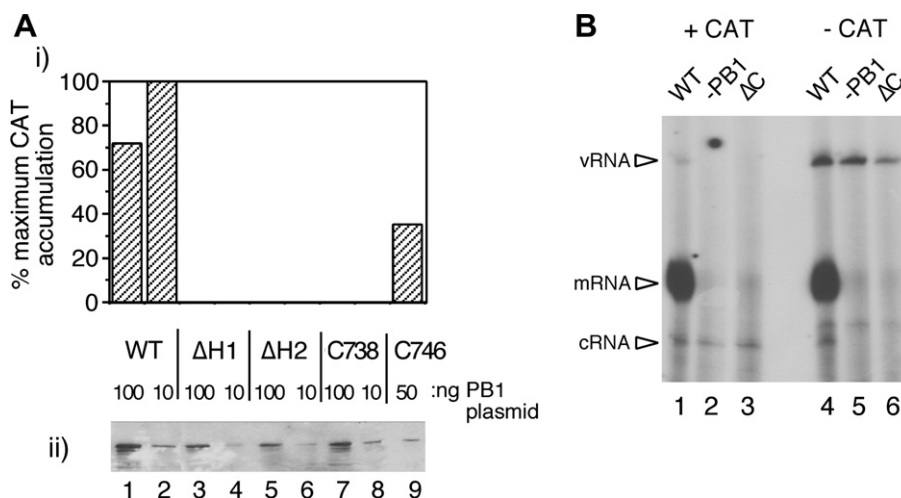 A
i)
% maximum CAT
accumulation
100
80
60
40
20
0
WT ΔH1 ΔH2 C738 C746
100 10 100 10 100 10 100 10 50 :ng PB1
plasmid
ii)
1 2 3 4 5 6 7 8 9
B
+ CAT - CAT
WT -PB1 ΔC WT -PB1 ΔC
vRNA
mRNA
cRNA
1 2 3 4 5 6